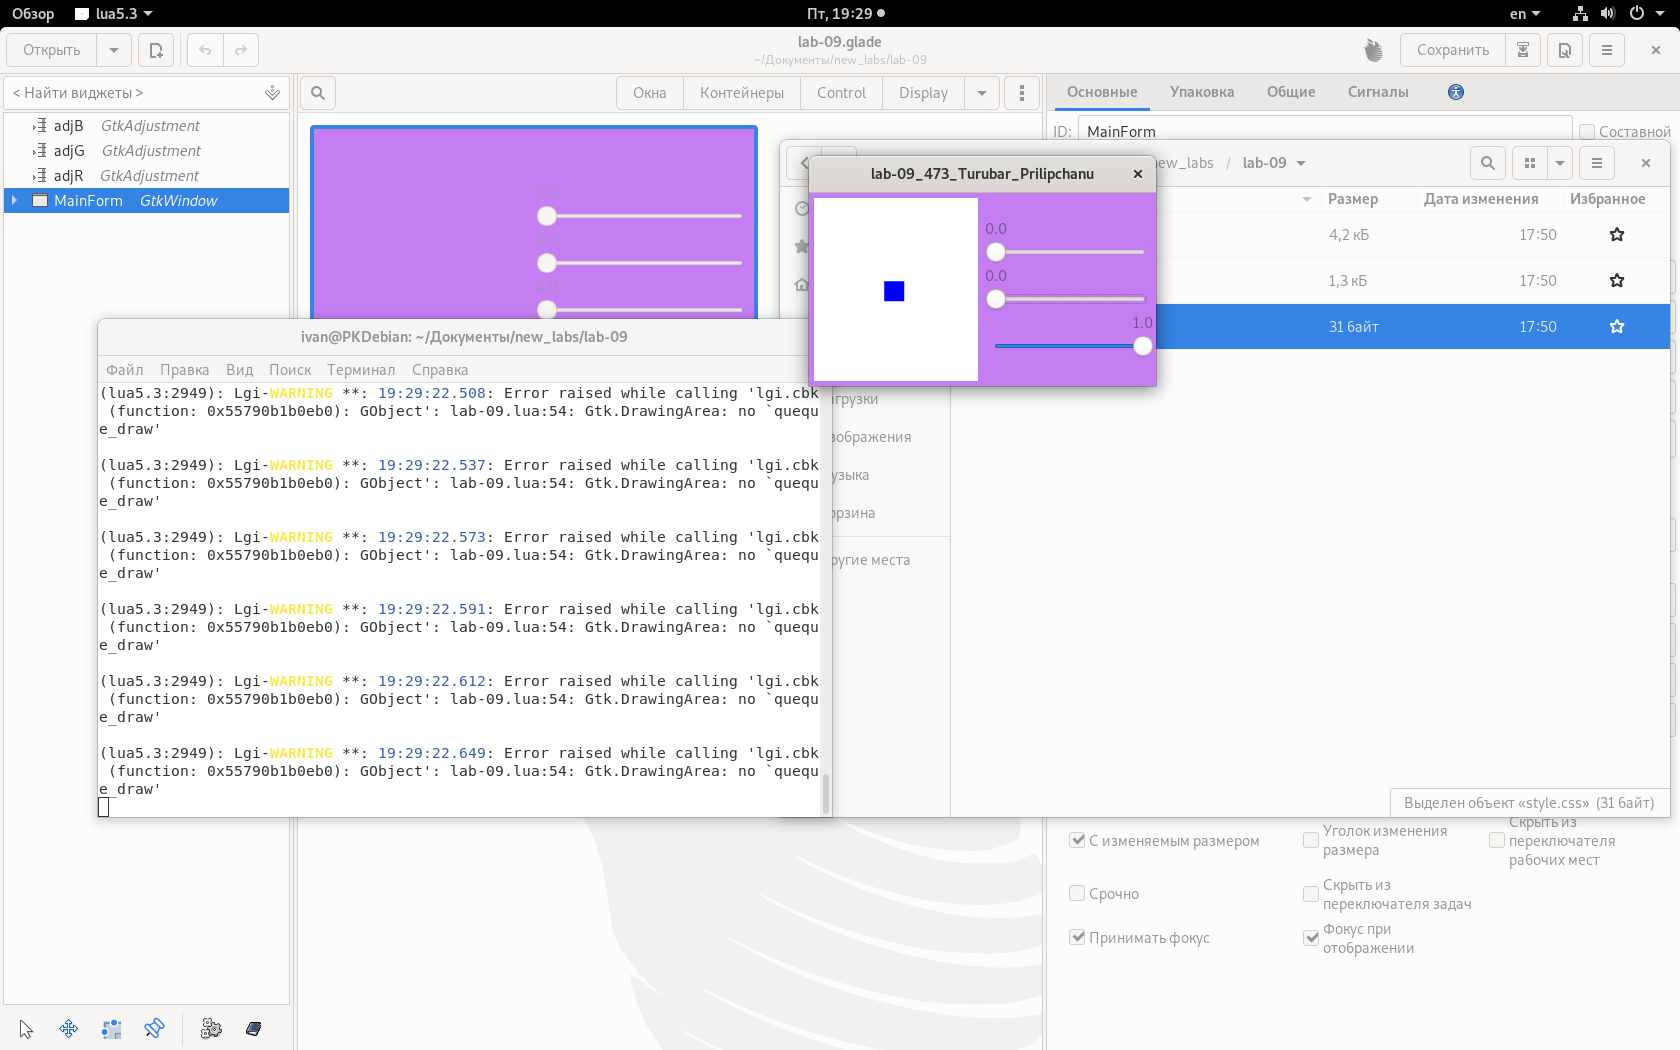 Обзор
lua5.3
Пт, 19:29
en
Открыть
lab-09.glade
~/Документы/new_labs/lab-09
Сохранить
< Найти виджеты >
Окна
Контейнеры
Control
Display
Основные
Упаковка
Общие
Сигналы
adjB GtkAdjustment
adjG GtkAdjustment
adjR GtkAdjustment
MainForm GtkWindow
0,0
0,0
0,0
ID:
MainForm
Составной
new_labs / lab-09
Размер
Дата изменения
Избранное
4,2 кБ
17:50
1,3 кБ
17:50
31 байт
17:50
lab-09_473_Turubar_Prilipchanu
0.0
0.0
1.0
агрузки
зображения
узыка
орзина
ругие места
Выделен объект «style.css» (31 байт)
ivan@PKDebian: ~/Документы/new_labs/lab-09
Файл
Правка
Вид
Поиск
Терминал
Справка
(lua5.3:2949): Lgi-WARNING **: 19:29:22.508: Error raised while calling 'lgi.cbk
(function: 0x55790b1b0eb0): GObject': lab-09.lua:54: Gtk.DrawingArea: no `quequ
e_draw'
(lua5.3:2949): Lgi-WARNING **: 19:29:22.537: Error raised while calling 'lgi.cbk
(function: 0x55790b1b0eb0): GObject': lab-09.lua:54: Gtk.DrawingArea: no `quequ
e_draw'
(lua5.3:2949): Lgi-WARNING **: 19:29:22.573: Error raised while calling 'lgi.cbk
(function: 0x55790b1b0eb0): GObject': lab-09.lua:54: Gtk.DrawingArea: no `quequ
e_draw'
(lua5.3:2949): Lgi-WARNING **: 19:29:22.591: Error raised while calling 'lgi.cbk
(function: 0x55790b1b0eb0): GObject': lab-09.lua:54: Gtk.DrawingArea: no `quequ
e_draw'
(lua5.3:2949): Lgi-WARNING **: 19:29:22.612: Error raised while calling 'lgi.cbk
(function: 0x55790b1b0eb0): GObject': lab-09.lua:54: Gtk.DrawingArea: no `quequ
e_draw'
(lua5.3:2949): Lgi-WARNING **: 19:29:22.649: Error raised while calling 'lgi.cbk
(function: 0x55790b1b0eb0): GObject': lab-09.lua:54: Gtk.DrawingArea: no `quequ
e_draw'
С изменяемым размером
Уголок изменения
размера
Скрыть из
переключателя
рабочих мест
Срочно
Скрыть из
переключателя задач
Принимать фокус
Фокус при
отображении